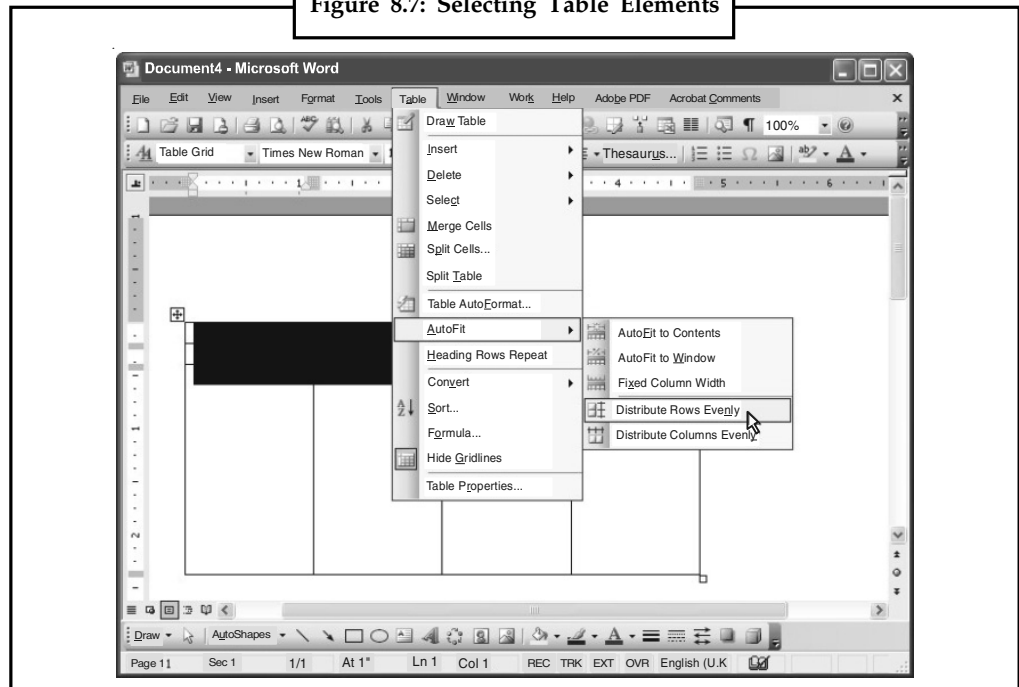 Figure 8.7: Selecting Table Elements
Document4 - Microsoft Word
File Edit View Insert Format Tools Table Window Work Help Adobe PDF Acrobat Comments
100%
Table Grid Times New Roman Thesaurus...
1 4 5 6
Draw Table
Insert
Delete
Select
Merge Cells
Split Cells...
Split Table
Table AutoFormat...
AutoFit
Heading Rows Repeat
Convert
Sort...
Formula...
Hide Gridlines
Table Properties...
AutoFit to Contents
AutoFit to Window
Fixed Column Width
Distribute Rows Evenly
Distribute Columns Evenly
Draw AutoShapes
Page 11 Sec 1 1/1 At 1" Ln 1 Col 1 REC TRK EXT OVR English (U.K